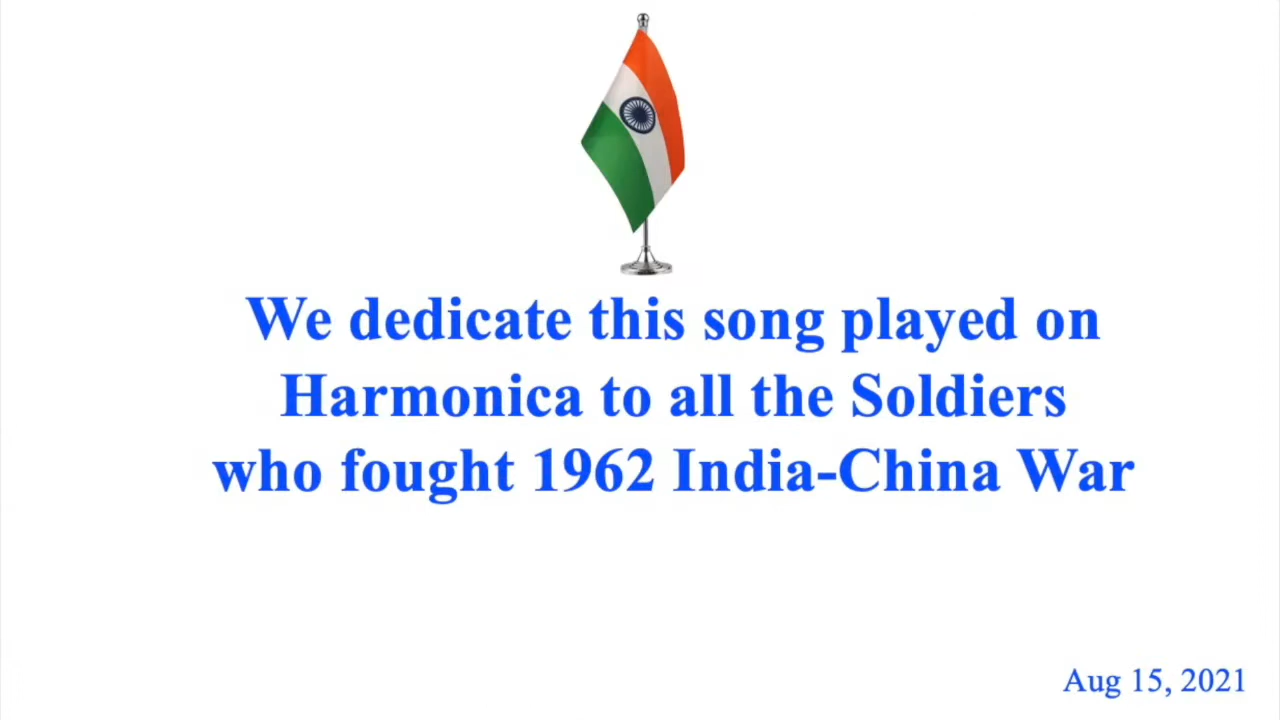 We dedicate this song played on
Harmonica to all the Soldiers
who fought 1962 India-China War
Aug 15, 2021